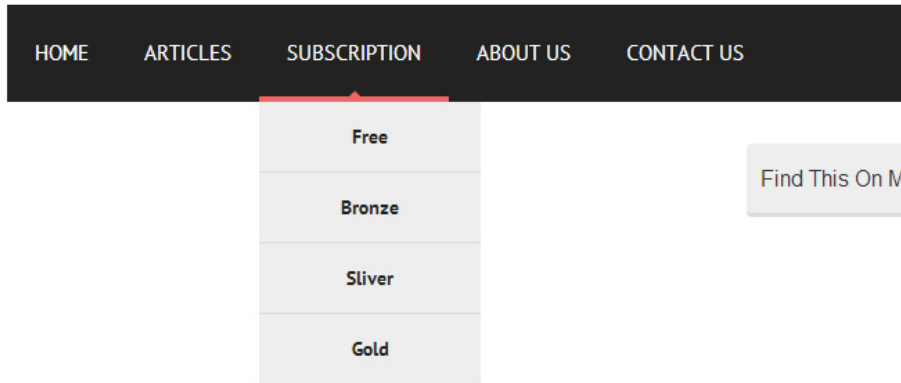 HOME ARTICLES SUBSCRIPTION ABOUT US CONTACT US
Free
Find This On
Bronze
Sliver
Gold